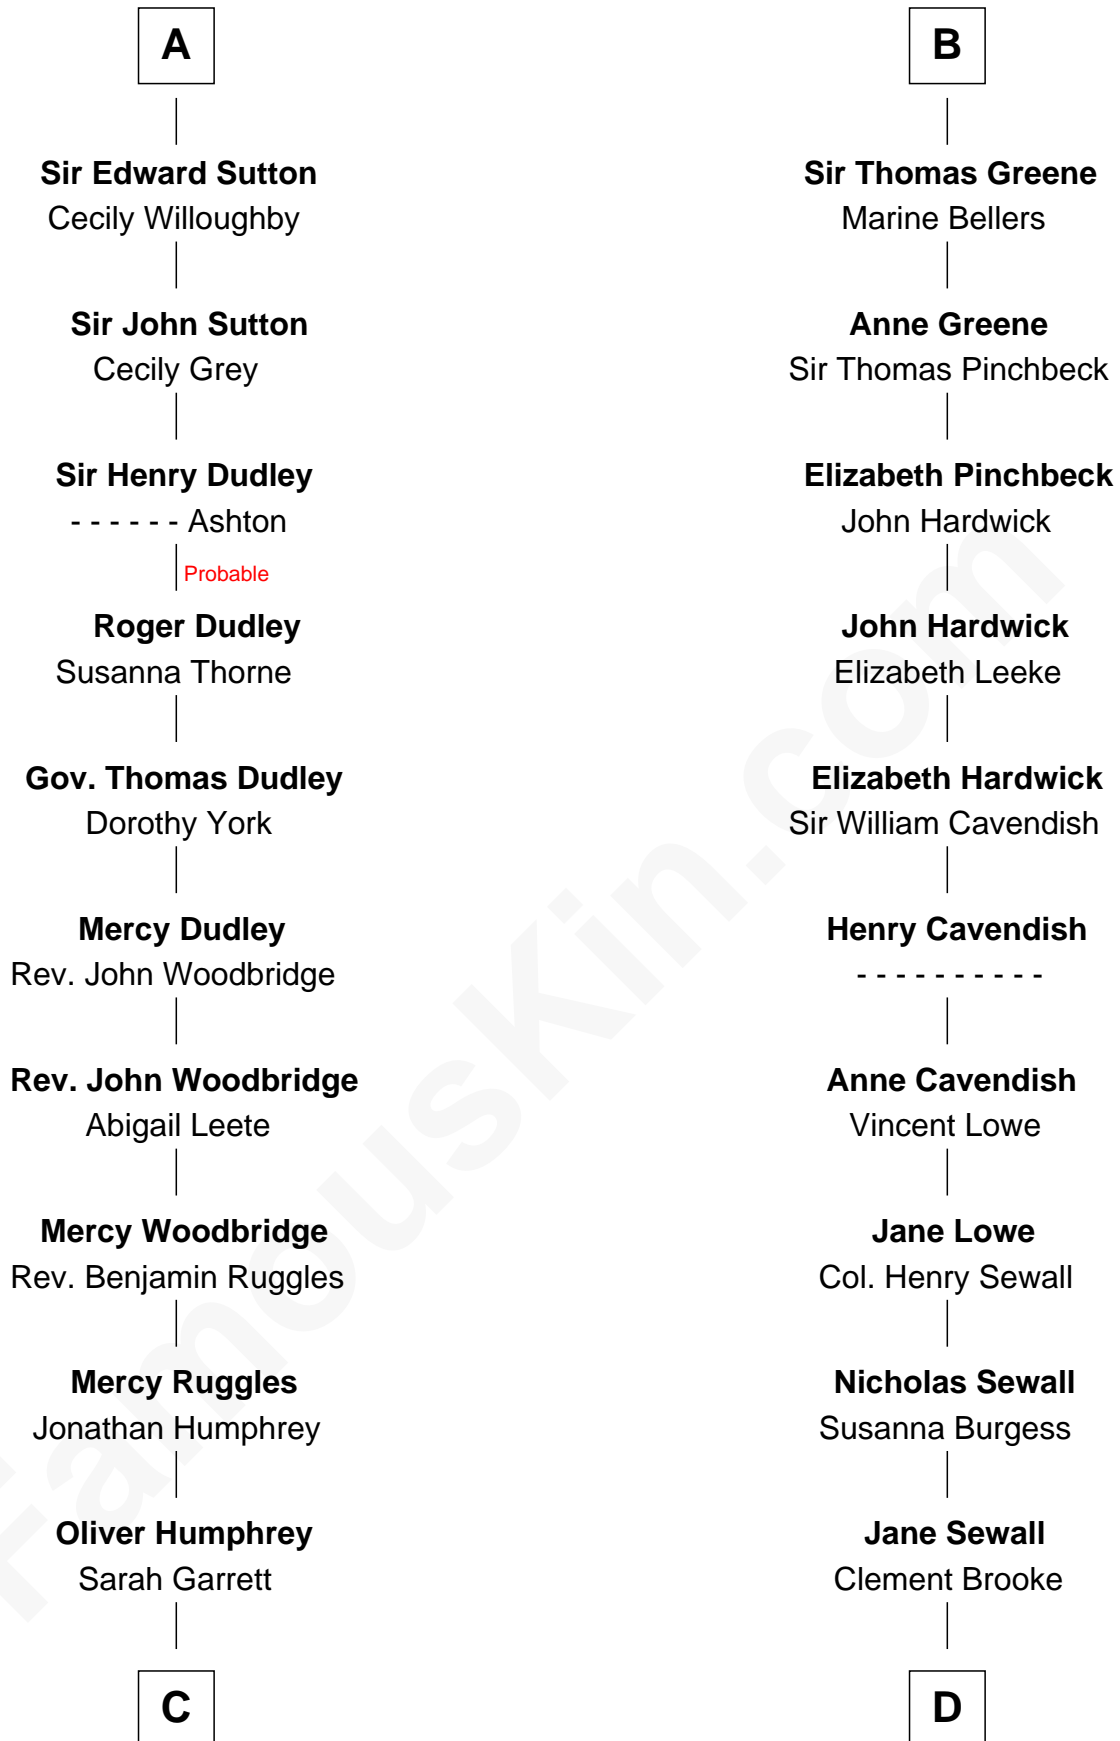 A
Sir Edward Sutton
Cecily Willoughby
Sir John Sutton
Cecily Grey
Sir Henry Dudley
- - - - - - Ashton
Probable
Roger Dudley
Susanna Thorne
Gov. Thomas Dudley
Dorothy York
Mercy Dudley
Rev. John Woodbridge
Rev. John Woodbridge
Abigail Leete
Mercy Woodbridge
Rev. Benjamin Ruggles
Mercy Ruggles
Jonathan Humphrey
Oliver Humphrey
Sarah Garrett
C
B
Sir Thomas Greene
Marine Bellers
Anne Greene
Sir Thomas Pinchbeck
Elizabeth Pinchbeck
John Hardwick
John Hardwick
Elizabeth Leeke
Elizabeth Hardwick
Sir William Cavendish
Henry Cavendish
- - - - - - - - - -
Anne Cavendish
Vincent Lowe
Jane Lowe
Col. Henry Sewall
Nicholas Sewall
Susanna Burgess
Jane Sewall
Clement Brooke
D
FamousKin.com